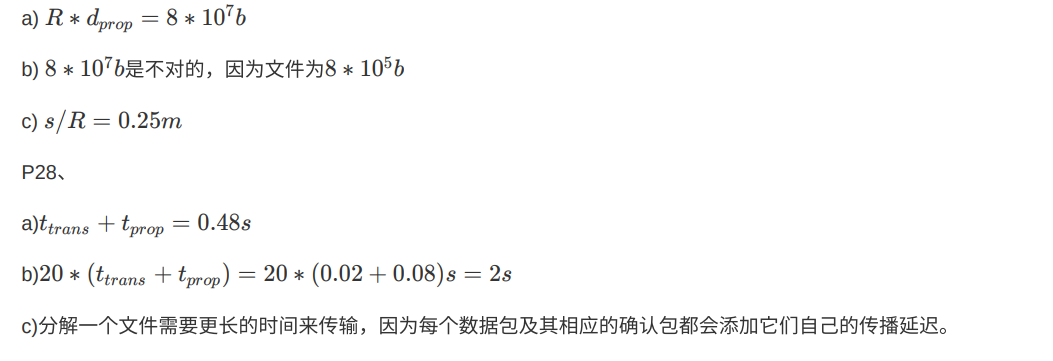 a) R * d_{prop} = 8 * 10^7 b
b) 8 * 10^7 b是不对的，因为文件为8 * 10^5 b
c) s/R = 0.25m
P28、
a)t_{trans} + t_{prop} = 0.48s
b)20 * (t_{trans} + t_{prop}) = 20 * (0.02 + 0.08)s = 2s
c)分解一个文件需要更长的时间来传输，因为每个数据包及其相应的确认包都会添加它们自己的传播延迟。